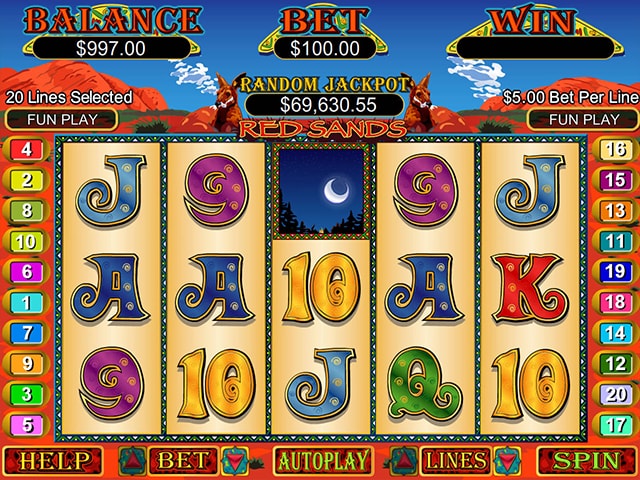 BALANCE BET WIN
$997.00 $100.00
RANDOM JACKPOT
20 Lines Selected $69,630.55 $5.00 Bet Per Line
FUN PLAY RED SANDS FUN PLAY
4 J 9 9 J 16
2 15
8 13
10 11
6 A A 10 A K 19
1 18
7 14
9 9 10 J Q 10 12
3 20
5 17
HELP BET AUTOPLAY LINES SPIN